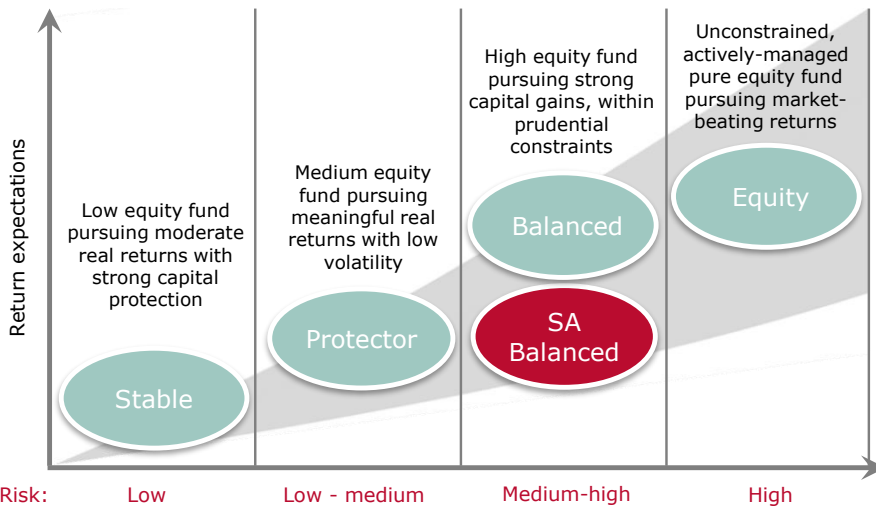 Return expectations
Low equity fund
pursuing moderate
real returns with
strong capital
protection
Stable
Medium equity
fund pursuing
meaningful real
returns with low
volatility
Protector
High equity fund
pursuing strong
capital gains, within
prudential
constraints
Balanced
SA
Balanced
Unconstrained,
actively-managed
pure equity fund
pursuing market-
beating returns
Equity
Risk:
Low
Low - medium
Medium-high
High